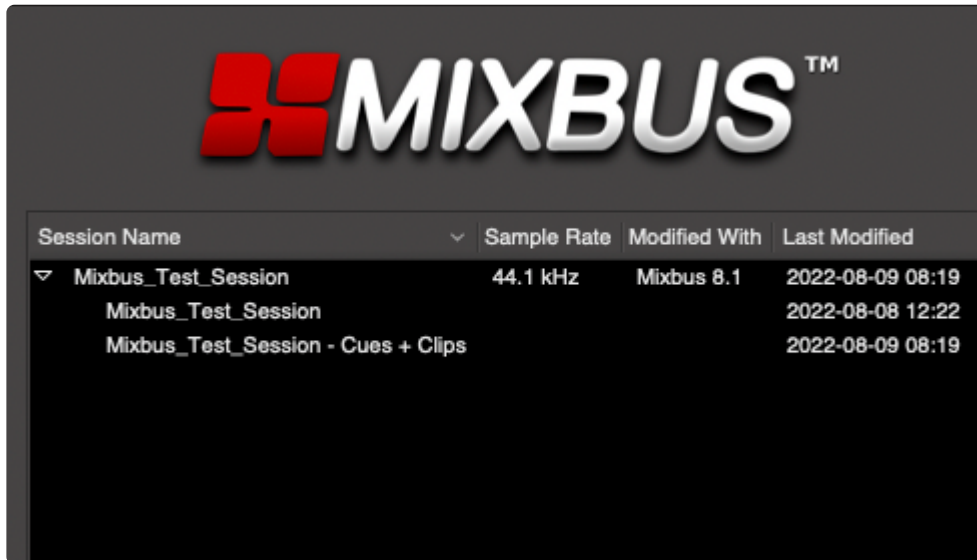 MIXBUS™
Session Name Sample Rate Modified With Last Modified
Mixbus_Test_Session 44.1 kHz Mixbus 8.1 2022-08-09 08:19
Mixbus_Test_Session 2022-08-08 12:22
Mixbus_Test_Session - Cues + Clips 2022-08-09 08:19